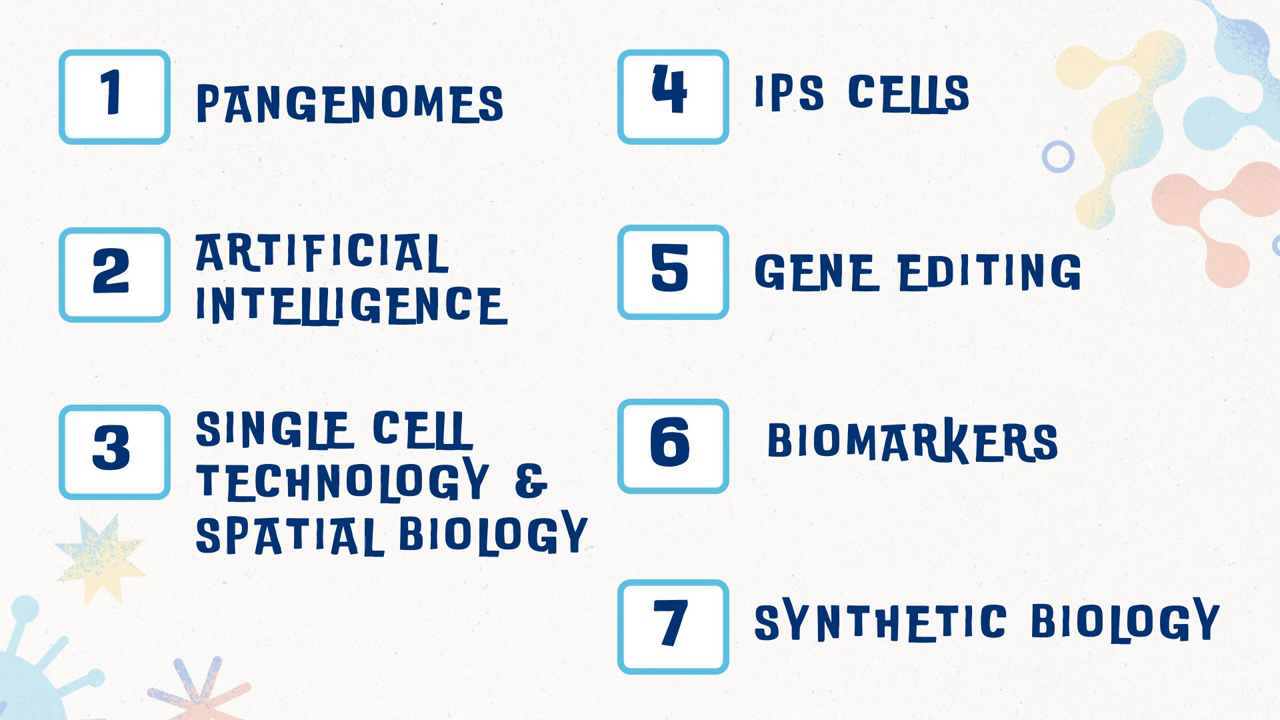 1
PANGENOMES
2
ARTIFICIAL
INTELLIGENCE
3
SINGLE CELL
TECHNOLOGY &
SPATIAL BIOLOGY
4
IPS CELLS
5
GENE EDITING
6
BIOMARKERS
7
SYNTHETIC BIOLOGY